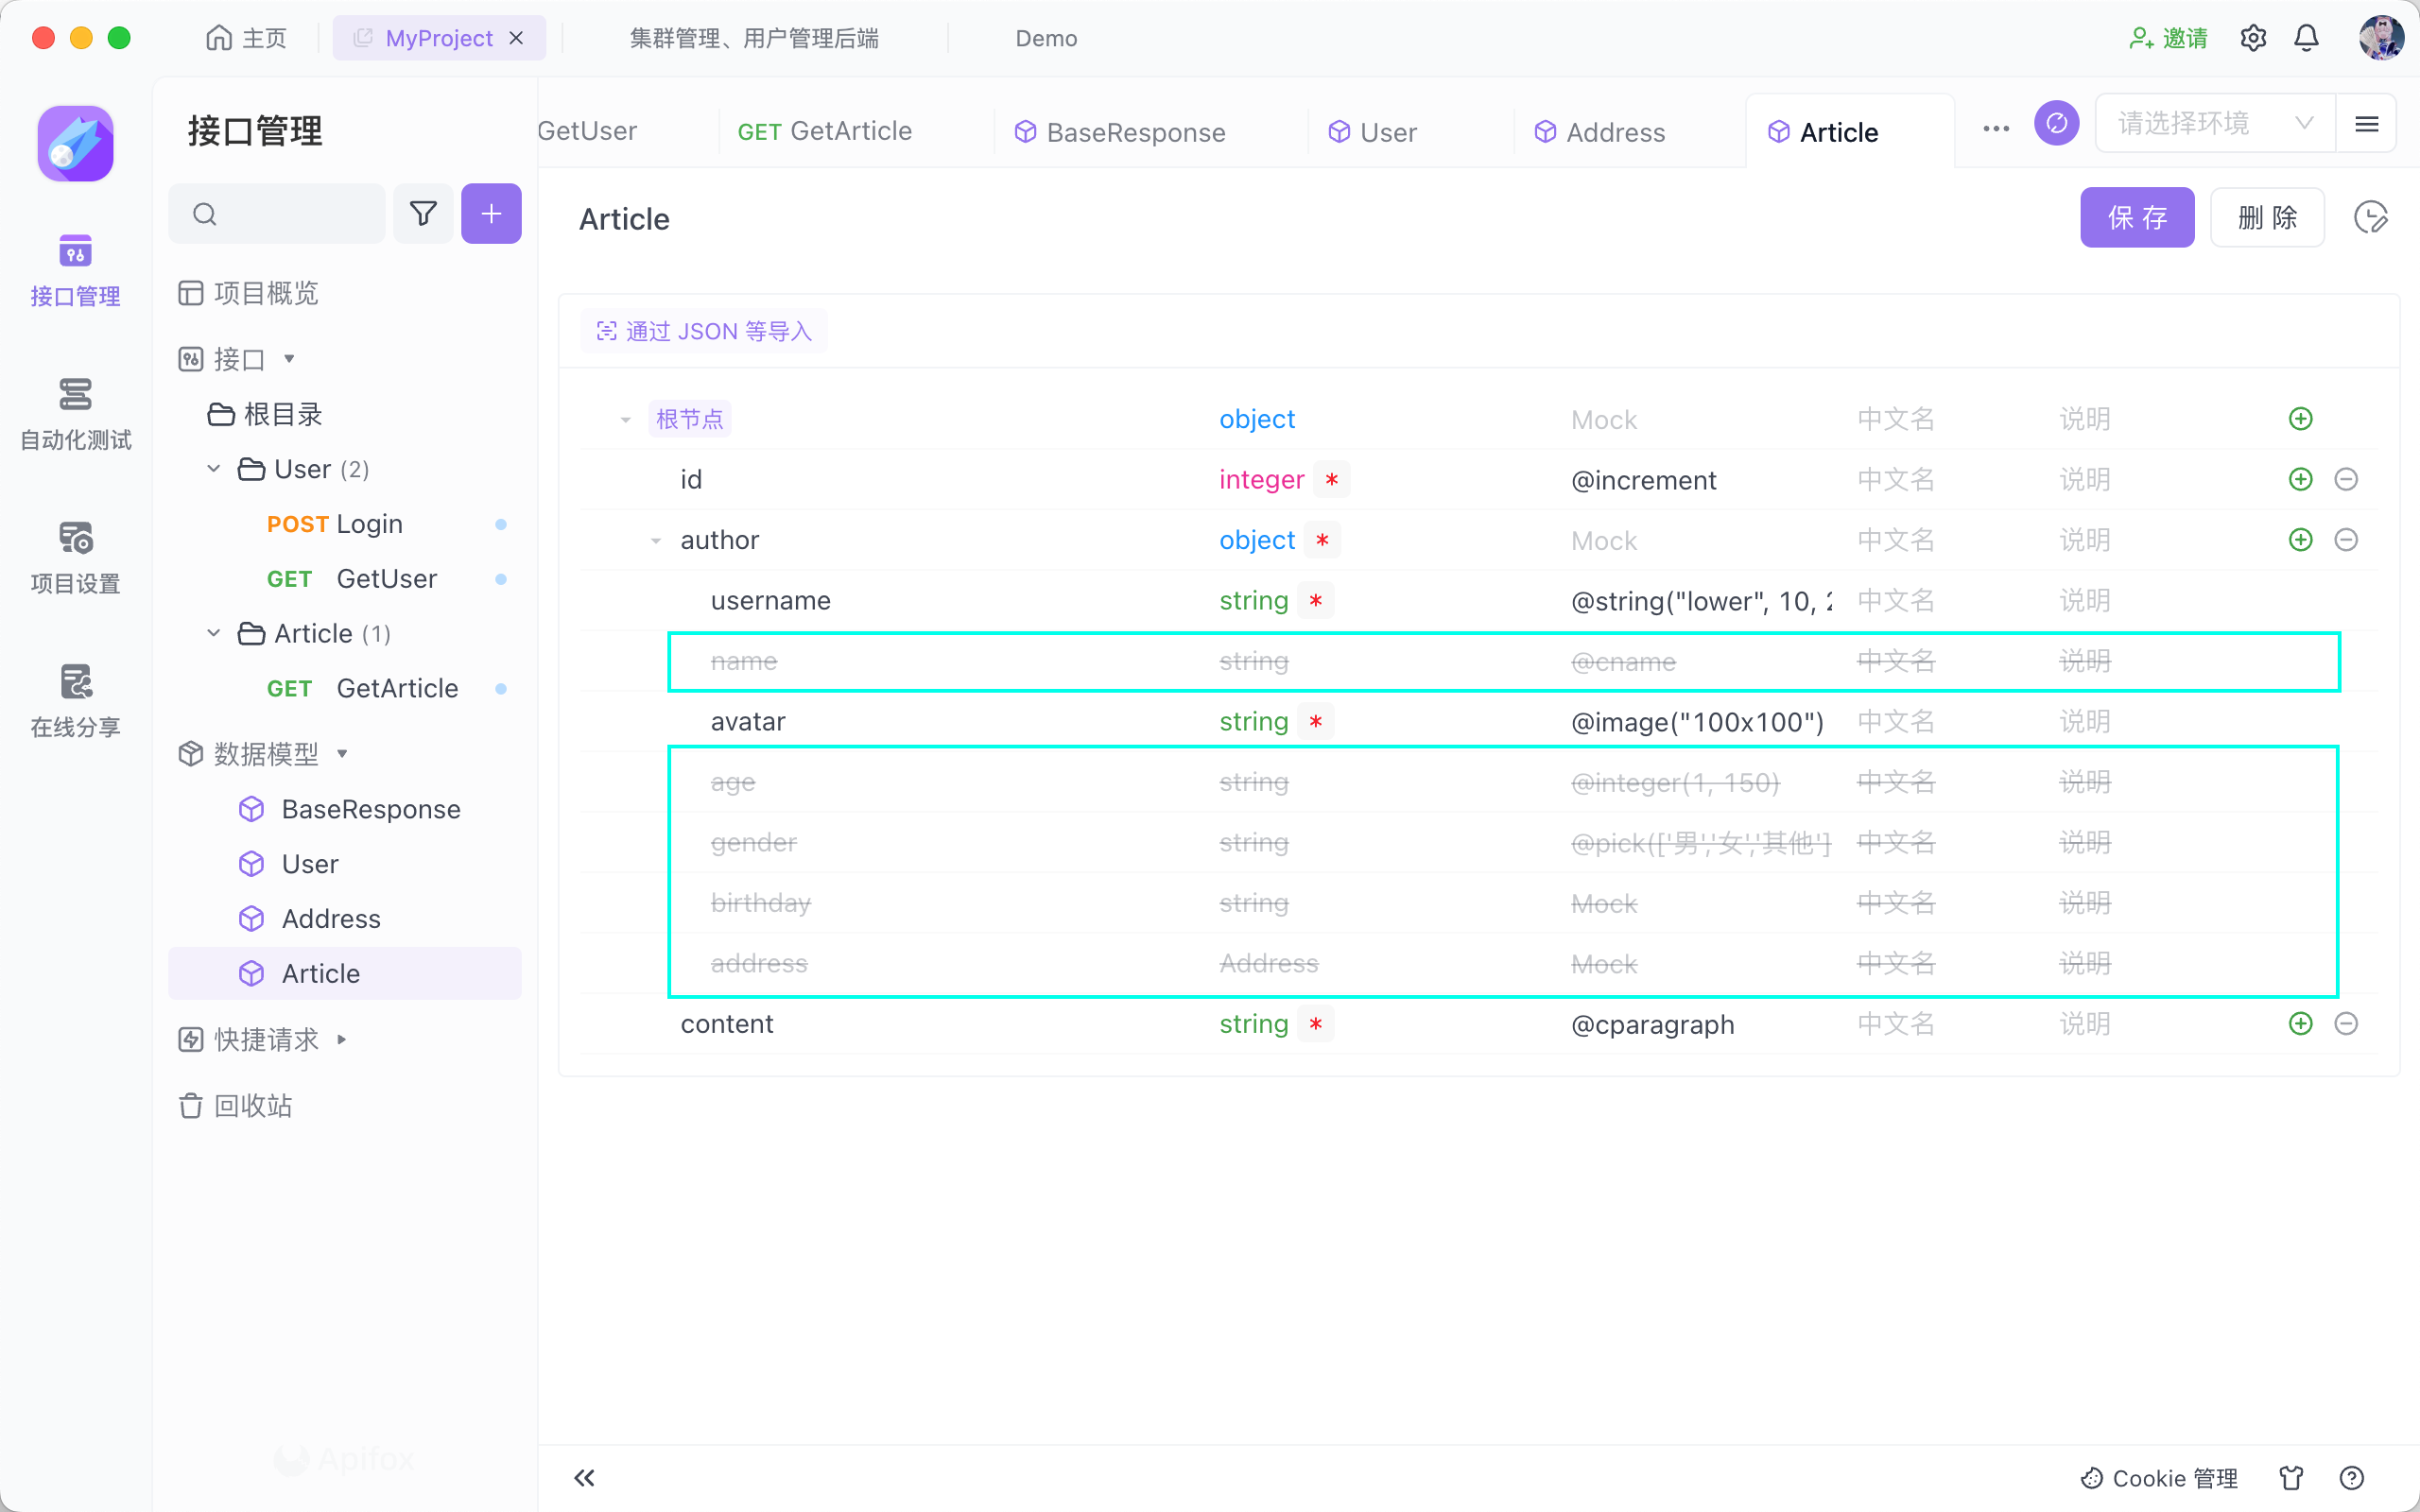 主页
MyProject
集群管理、用户管理后端
Demo
邀请
接口管理
自动化测试
项目设置
在线分享
接口管理
项目概览
接口
根目录
User (2)
POST Login
GET GetUser
Article (1)
GET GetArticle
数据模型
BaseResponse
User
Address
Article
快捷请求
回收站
Apifox
GetUser
GET GetArticle
BaseResponse
User
Address
Article
请选择环境
Article
保 存
删 除
通过 JSON 等导入
根节点 object Mock 中文名 说明
id integer * @increment 中文名 说明
author object * Mock 中文名 说明
username string * @string("lower", 10, 中文名 说明
name string @cname 中文名 说明
avatar string * @image("100x100") 中文名 说明
age string @integer(1, 150) 中文名 说明
gender string @pick(['男','女','其他'] 中文名 说明
birthday string Mock 中文名 说明
address Address Mock 中文名 说明
content string * @cparagraph 中文名 说明
Cookie 管理